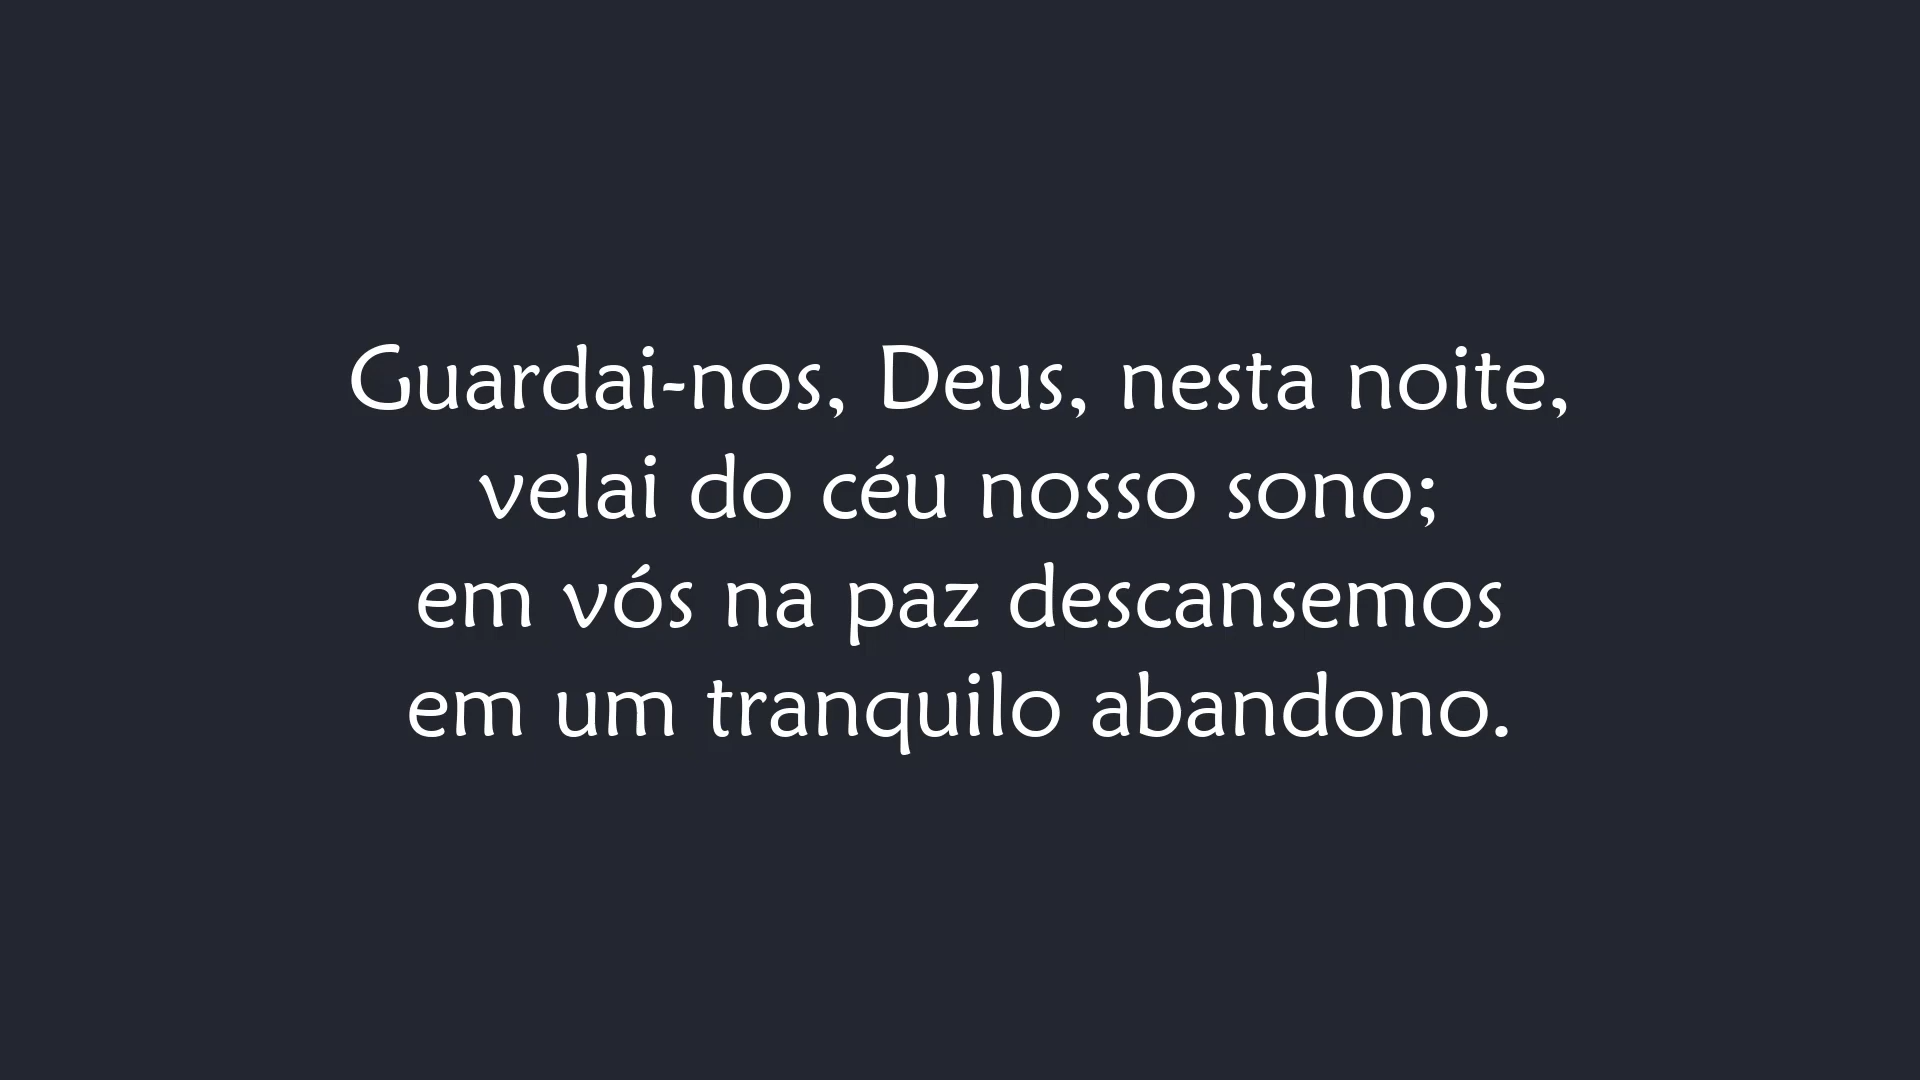 Guardai-nos, Deus, nesta noite,
velai do céu nosso sono;
em vós na paz descansemos
em um tranquilo abandono.